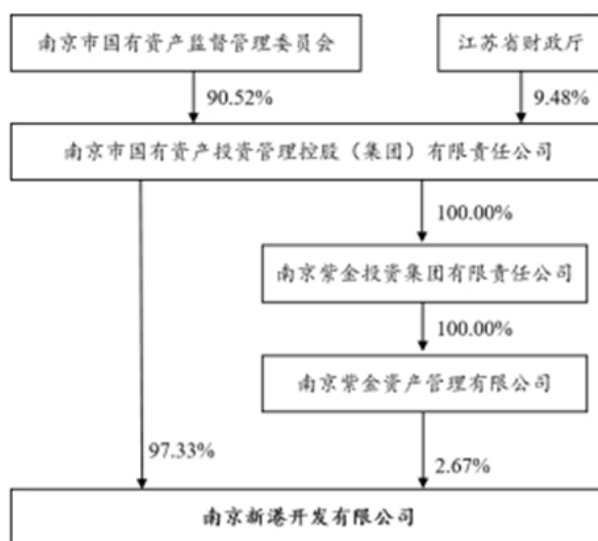 南京市国有资产监督管理委员会
江苏省财政厅
90.52%
9.48%
南京市国有资产投资管理控股（集团）有限责任公司
100.00%
南京紫金投资集团有限责任公司
100.00%
南京紫金资产管理有限公司
97.33%
2.67%
南京新港开发有限公司